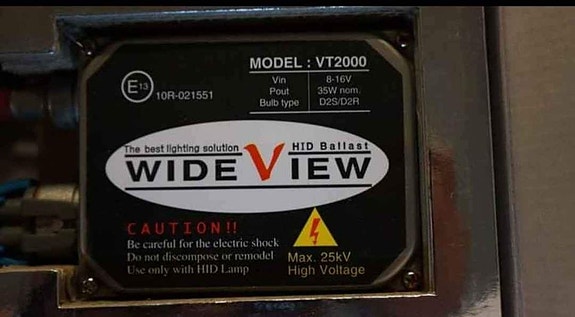 MODEL : VT2000
Vin 8-16V
Pout 35W nom.
Bulb type D2S/D2R
E13 10R-021551
The best lighting solution HID Ballast
WIDE VIEW
CAUTION!!
Be careful for the electric shock
Do not discompose or remodel
Use only with HID Lamp
Max. 25kV
High Voltage